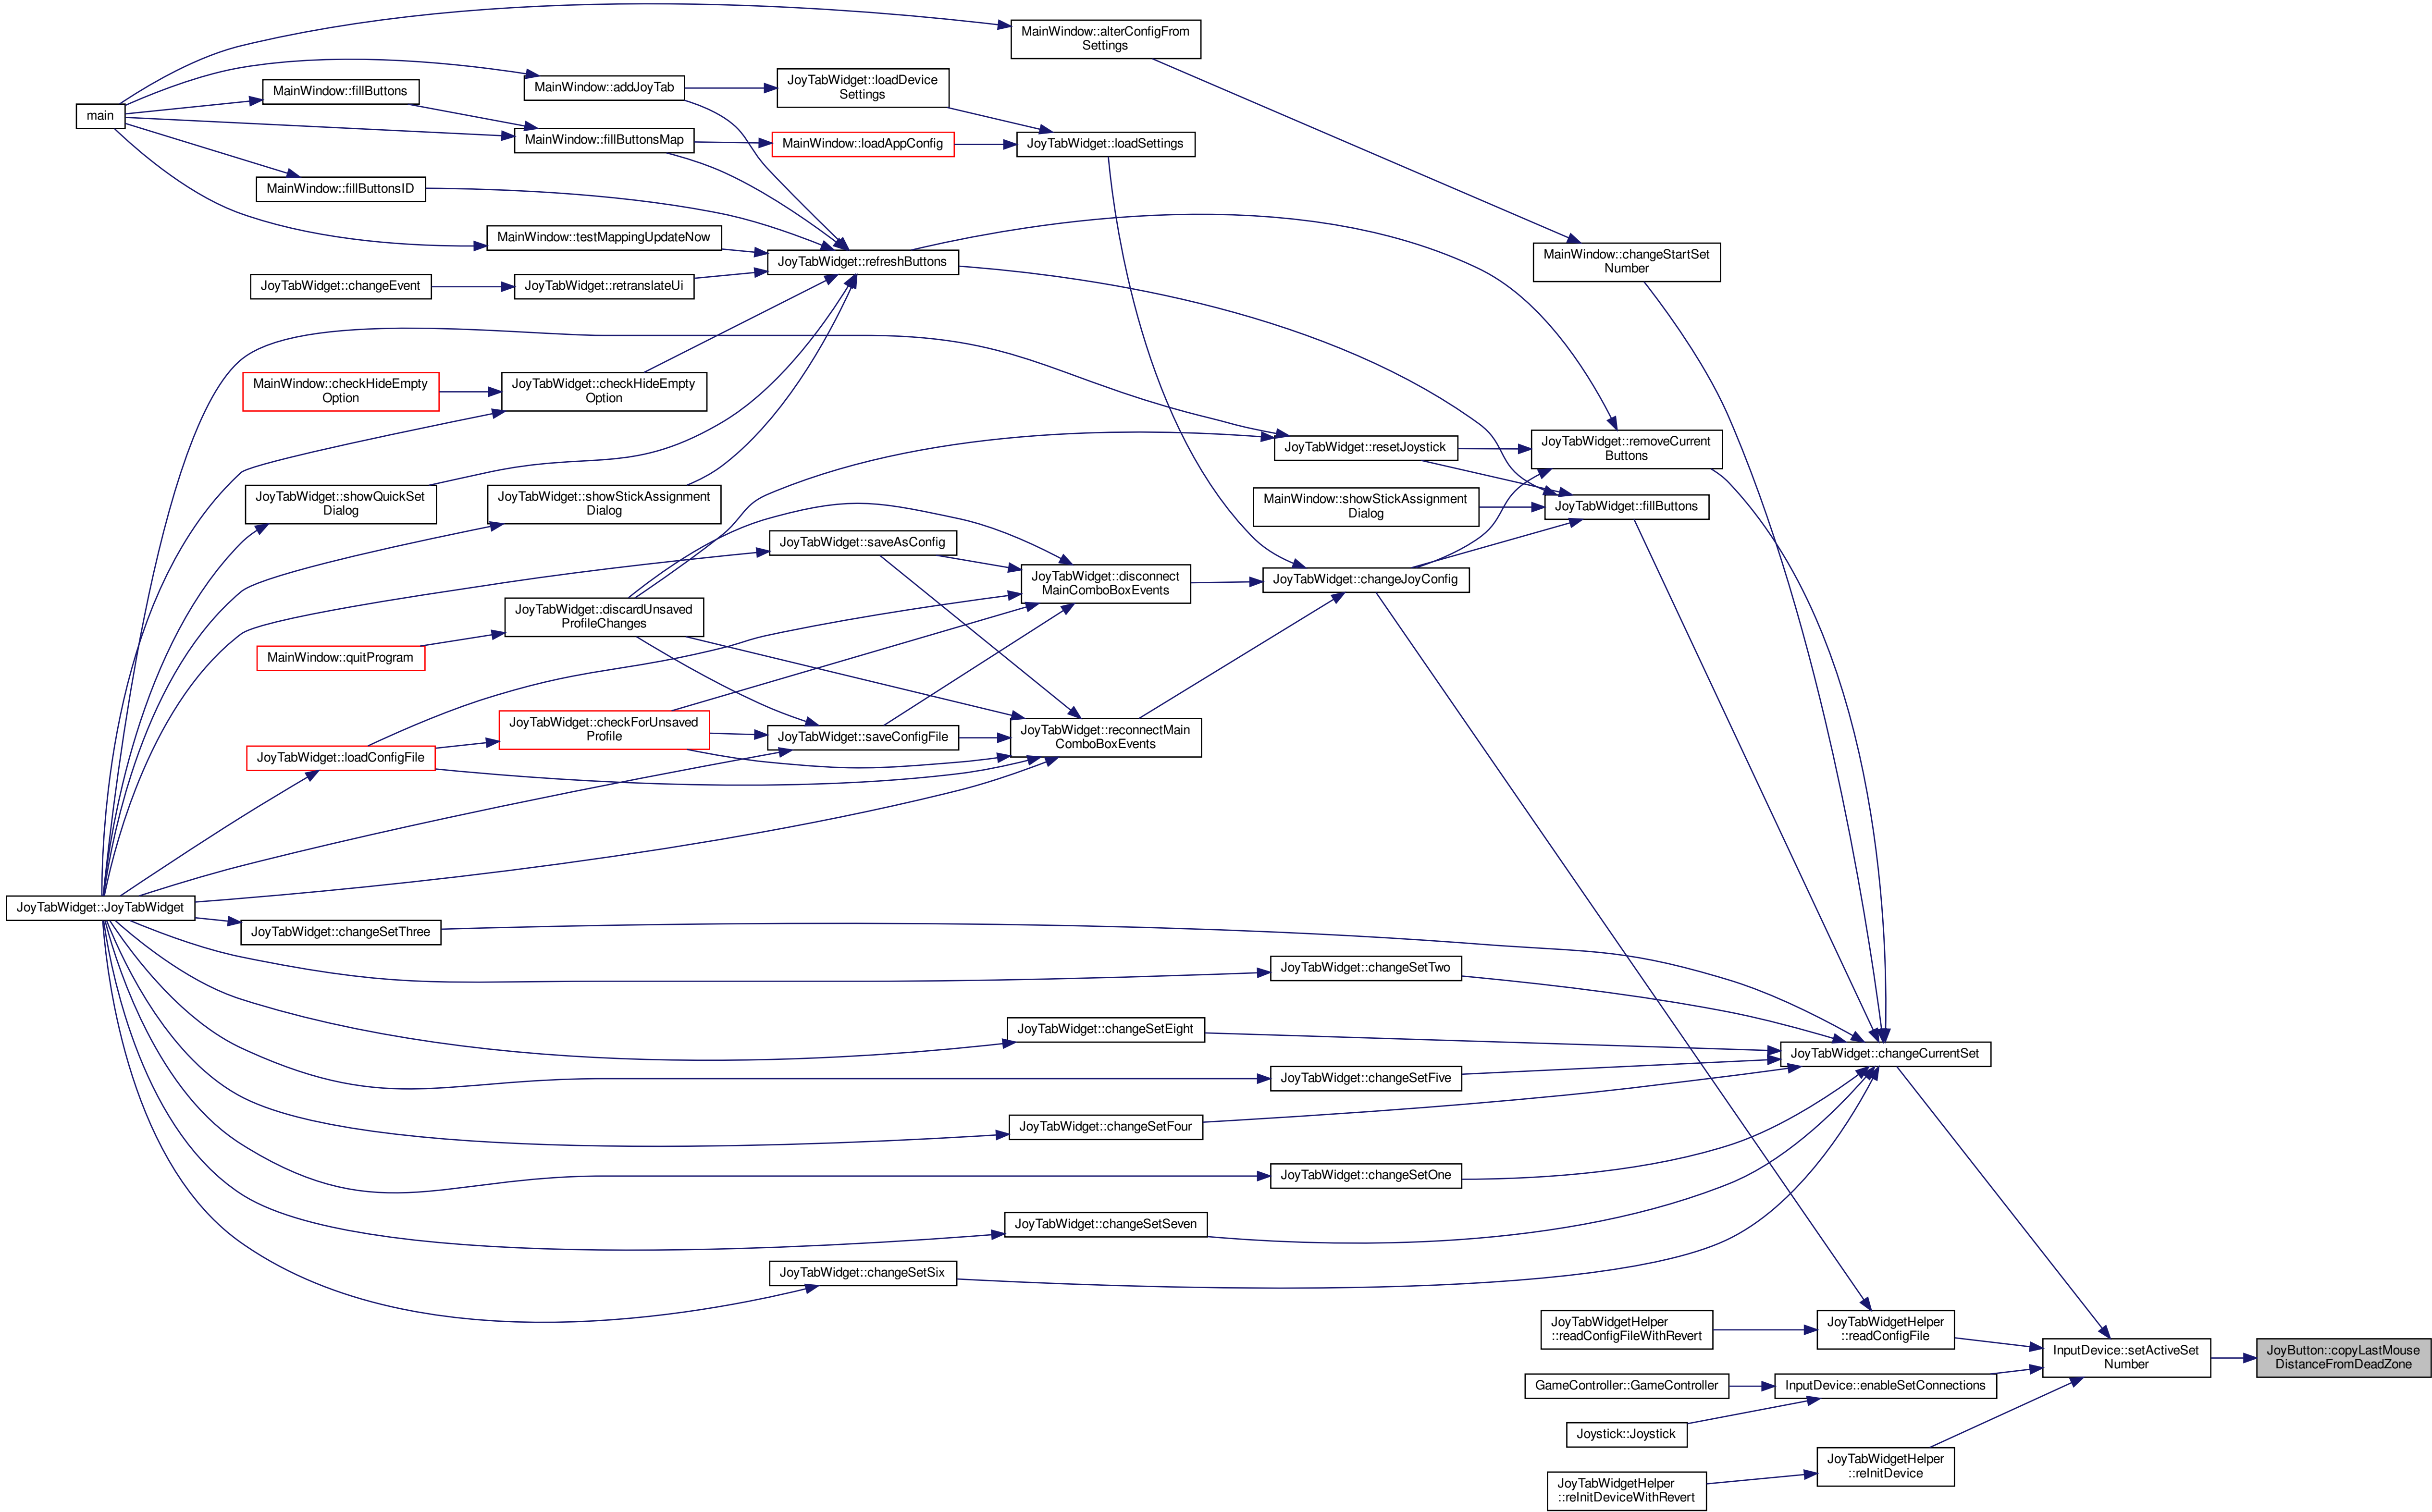 MainWindow::alterConfigFrom
Settings
JoyTabWidget::loadDevice
Settings
MainWindow::addJoyTab
MainWindow::fillButtons
main
MainWindow::fillButtonsMap
MainWindow::loadAppConfig
JoyTabWidget::loadSettings
MainWindow::fillButtonsID
MainWindow::testMappingUpdateNow
JoyTabWidget::refreshButtons
MainWindow::changeStartSet
Number
JoyTabWidget::changeEvent
JoyTabWidget::retranslateUi
MainWindow::checkHideEmpty
Option
JoyTabWidget::checkHideEmpty
Option
JoyTabWidget::resetJoystick
JoyTabWidget::removeCurrent
Buttons
JoyTabWidget::showQuickSet
Dialog
JoyTabWidget::showStickAssignment
Dialog
MainWindow::showStickAssignment
Dialog
JoyTabWidget::fillButtons
JoyTabWidget::saveAsConfig
JoyTabWidget::disconnect
MainComboBoxEvents
JoyTabWidget::changeJoyConfig
JoyTabWidget::discardUnsaved
ProfileChanges
MainWindow::quitProgram
JoyTabWidget::checkForUnsaved
Profile
JoyTabWidget::saveConfigFile
JoyTabWidget::reconnectMain
ComboBoxEvents
JoyTabWidget::loadConfigFile
JoyTabWidget::JoyTabWidget
JoyTabWidget::changeSetThree
JoyTabWidget::changeSetTwo
JoyTabWidget::changeSetEight
JoyTabWidget::changeCurrentSet
JoyTabWidget::changeSetFive
JoyTabWidget::changeSetFour
JoyTabWidget::changeSetOne
JoyTabWidget::changeSetSeven
JoyTabWidget::changeSetSix
JoyTabWidgetHelper
::readConfigFileWithRevert
JoyTabWidgetHelper
::readConfigFile
InputDevice::setActiveSet
Number
JoyButton::copyLastMouse
DistanceFromDeadZone
GameController::GameController
InputDevice::enableSetConnections
Joystick::Joystick
JoyTabWidgetHelper
::reInitDevice
JoyTabWidgetHelper
::reInitDeviceWithRevert